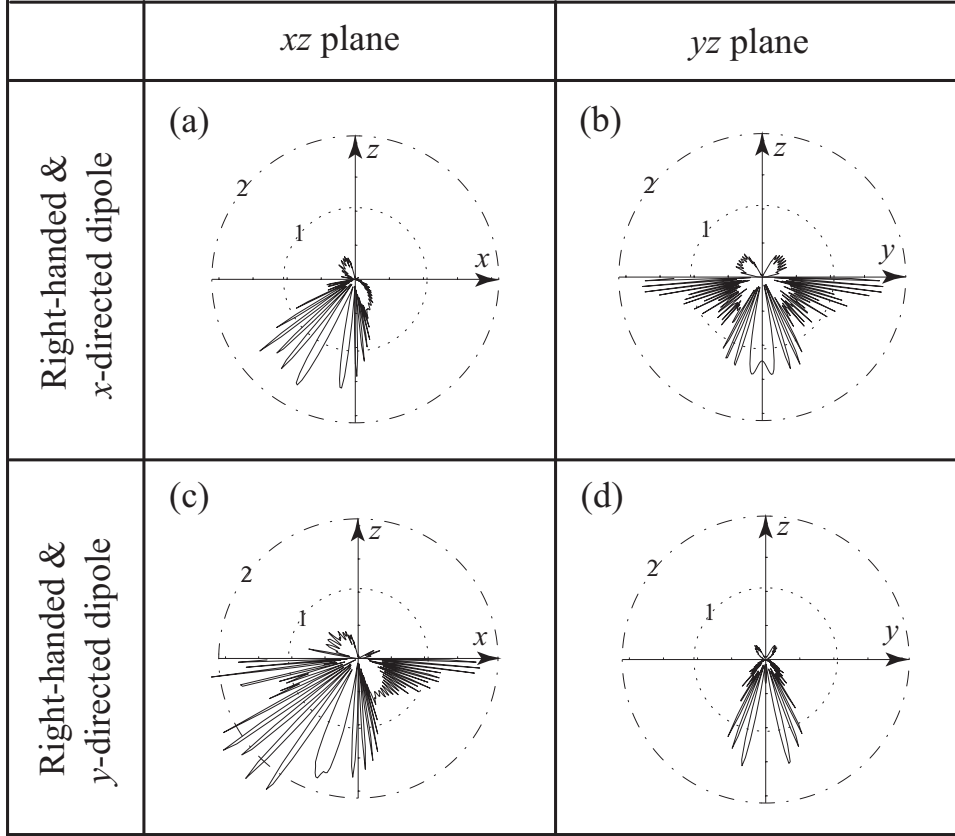 xz plane
yz plane
Right-handed &
x-directed dipole
(a)
z
x
2
1
(b)
z
y
2
1
Right-handed &
y-directed dipole
(c)
z
x
2
1
(d)
z
y
2
1